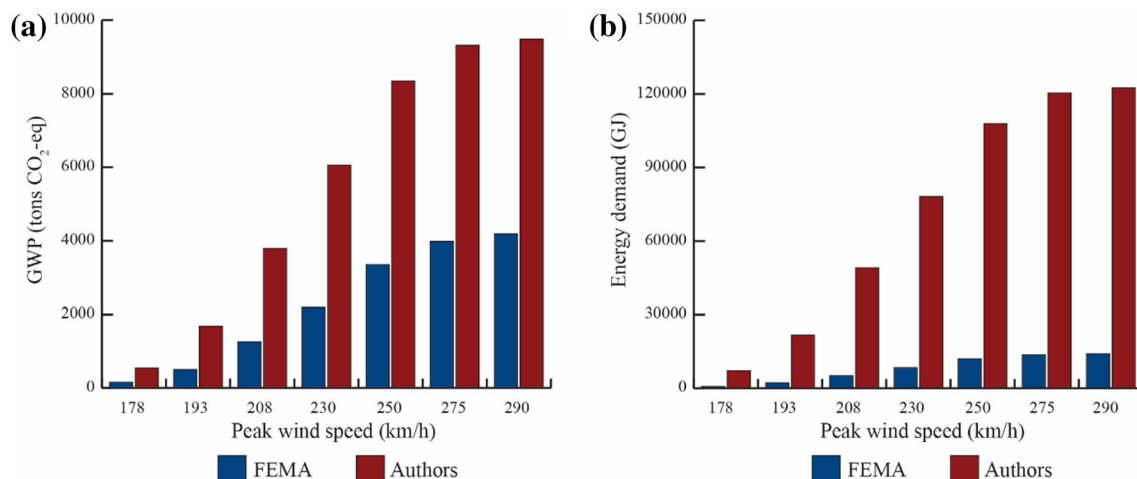 (a)
10000
8000
6000
4000
2000
0
GWP (tons CO2-eq)
178 193 208 230 250 275 290
Peak wind speed (km/h)
FEMA Authors
(b)
150000
120000
90000
60000
30000
0
Energy demand (GJ)
178 193 208 230 250 275 290
Peak wind speed (km/h)
FEMA Authors